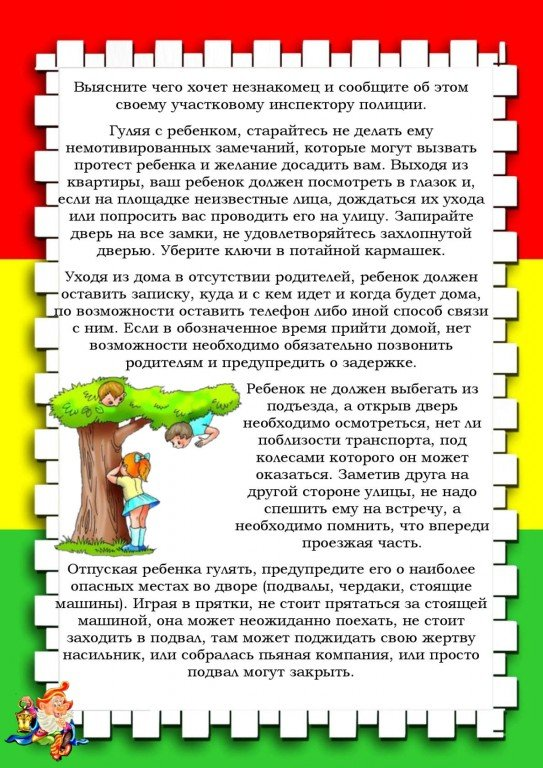 Выясните чего хочет незнакомец и сообщите об этом
своему участковому инспектору полиции.
Гуляя с ребенком, старайтесь не делать ему
немотивированных замечаний, которые могут вызвать
протест ребенка и желание досадить вам. Выходя из
квартиры, ваш ребенок должен посмотреть в глазок и,
если на площадке неизвестные лица, дождаться их ухода
или попросить вас проводить его на улицу. Запирайте
дверь на все замки, не удовлетворяйтесь захлопнутой
дверью. Уберите ключи в потайной кармашек.
Уходя из дома в отсутствии родителей, ребенок должен
оставить записку, куда и с кем идет и когда будет дома,
по возможности оставить телефон либо иной способ связи
с ним. Если в обозначенное время прийти домой, нет
возможности необходимо обязательно позвонить
родителям и предупредить о задержке.
Ребенок не должен выбегать из
подъезда, а открыв дверь
необходимо осмотреться, нет ли
поблизости транспорта, под
колесами которого он может
оказаться. Заметив друга на
другой стороне улицы, не надо
спешить ему на встречу, а
необходимо помнить, что впереди
проезжая часть.
Отпуская ребенка гулять, предупредите его о наиболее
опасных местах во дворе (подвалы, чердаки, стоящие
машины). Играя в прятки, не стоит прятаться за стоящей
машиной, она может неожиданно поехать, не стоит
заходить в подвал, там может поджидать свою жертву
насильник, или собралась пьяная компания, или просто
подвал могут закрыть.